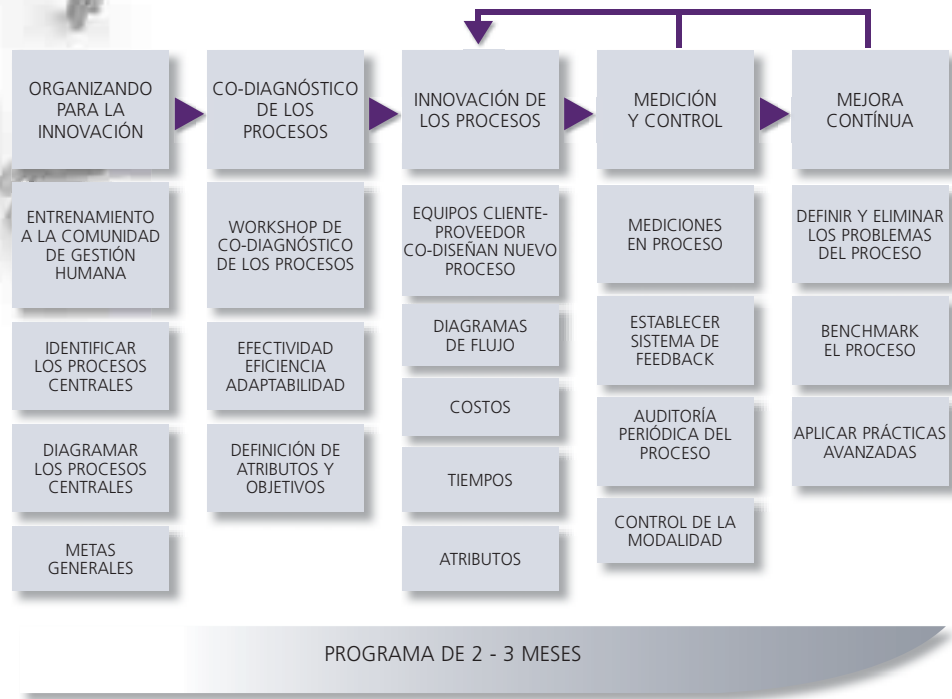 ORGANIZANDO
PARA LA
INNOVACIÓN
ENTRENAMIENTO
A LA COMUNIDAD
DE GESTIÓN
HUMANA
IDENTIFICAR
LOS PROCESOS
CENTRALES
DIAGRAMAR
LOS PROCESOS
CENTRALES
METAS
GENERALES
CO-DIAGNÓSTICO
DE LOS
PROCESOS
WORKSHOP DE
CO-DIAGNÓSTICO
DE LOS PROCESOS
EFECTIVIDAD
EFICIENCIA
ADAPTABILIDAD
DEFINICIÓN DE
ATRIBUTOS Y
OBJETIVOS
INNOVACIÓN DE
LOS PROCESOS
EQUIPOS CLIENTE-
PROVEEDOR
CO-DISEÑAN NUEVO
PROCESO
DIAGRAMAS
DE FLUJO
COSTOS
TIEMPOS
ATRIBUTOS
MEDICIÓN
Y CONTROL
MEDICIONES
EN PROCESO
ESTABLECER
SISTEMA DE
FEEDBACK
AUDITORÍA
PERIÓDICA DEL
PROCESO
CONTROL DE LA
MODALIDAD
MEJORA
CONTÍNUA
DEFINIR Y ELIMINAR
LOS PROBLEMAS
DEL PROCESO
BENCHMARK
EL PROCESO
APLICAR PRÁCTICAS
AVANZADAS
PROGRAMA DE 2 - 3 MESES